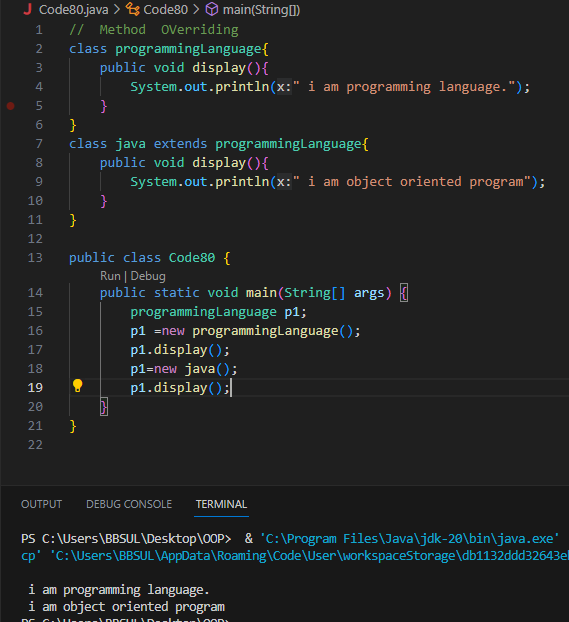 J Code80.java > Code80 > main(String[])
1 // Method OVerriding
2 class programmingLanguage{
3 public void display(){
4 System.out.println(x:" i am programming language.");
5 }
6 }
7 class java extends programmingLanguage{
8 public void display(){
9 System.out.println(x:" i am object oriented program");
10 }
11 }
12
13 public class Code80 {
Run | Debug
14 public static void main(String[] args) {
15 programmingLanguage p1;
16 p1 =new programmingLanguage();
17 p1.display();
18 p1=new java();
19 p1.display();
20 }
21 }
22
OUTPUT DEBUG CONSOLE TERMINAL
PS C:\Users\BBSUL\Desktop\OOP> & 'C:\Program Files\Java\jdk-20\bin\java.exe'
cp' 'C:\Users\BBSUL\AppData\Roaming\Code\User\workspaceStorage\db1132ddd32643e
i am programming language.
i am object oriented program
PS C:\Users\BBSUL\Desktop\OOP>